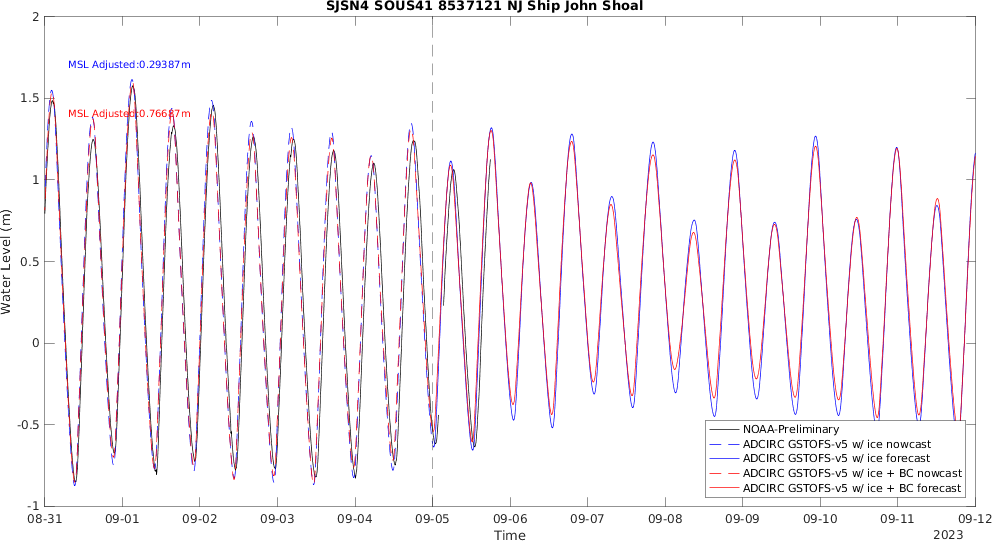 SJSN4 SOUS41 8537121 NJ Ship John Shoal
MSL Adjusted:0.29387m
MSL Adjusted:0.76687m
Water Level (m)
2
1.5
1
0.5
0
-0.5
-1
08-31 09-01 09-02 09-03 09-04 09-05 09-06 09-07 09-08 09-09 09-10 09-11 09-12
Time
2023
NOAA-Preliminary
ADCIRC GSTOFS-v5 w/ ice nowcast
ADCIRC GSTOFS-v5 w/ ice forecast
ADCIRC GSTOFS-v5 w/ ice + BC nowcast
ADCIRC GSTOFS-v5 w/ ice + BC forecast